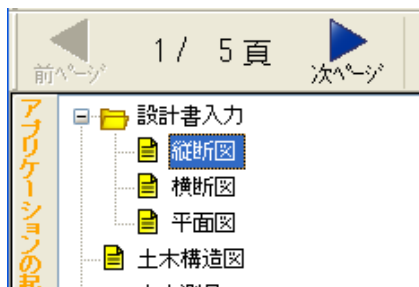 1 / 5 頁
前ページ
次ページ
アプリケーションの起
設計書入力
縦断図
横断図
平面図
土木構造図